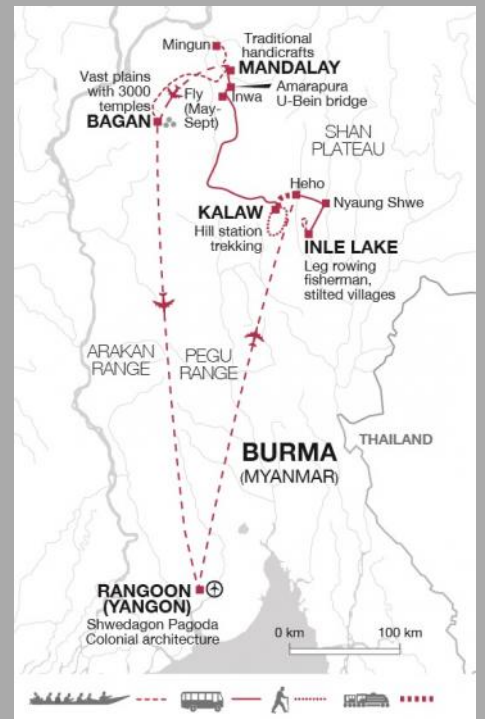 Mingun
Traditional
handicrafts
MANDALAY
Vast plains
with 3000
temples
BAGAN
Fly
(May-
Sept)
Inwa
Amarapura
U-Bein bridge
SHAN
PLATEAU
Heho
Nyaung Shwe
KALAW
Hill station
trekking
INLE LAKE
Leg rowing
fisherman,
stilted villages
ARAKAN
RANGE
PEGU
RANGE
BURMA
(MYANMAR)
THAILAND
RANGOON
(YANGON)
Shwedagon Pagoda
Colonial architecture
0 km 100 km